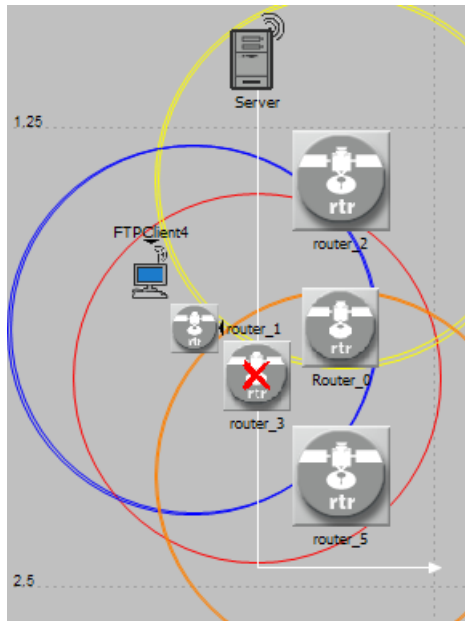 Server
1.25
rtr
router_2
FTPClient4
rtr
router_1
rtr
Router_0
rtr
router_3
rtr
router_5
2.5